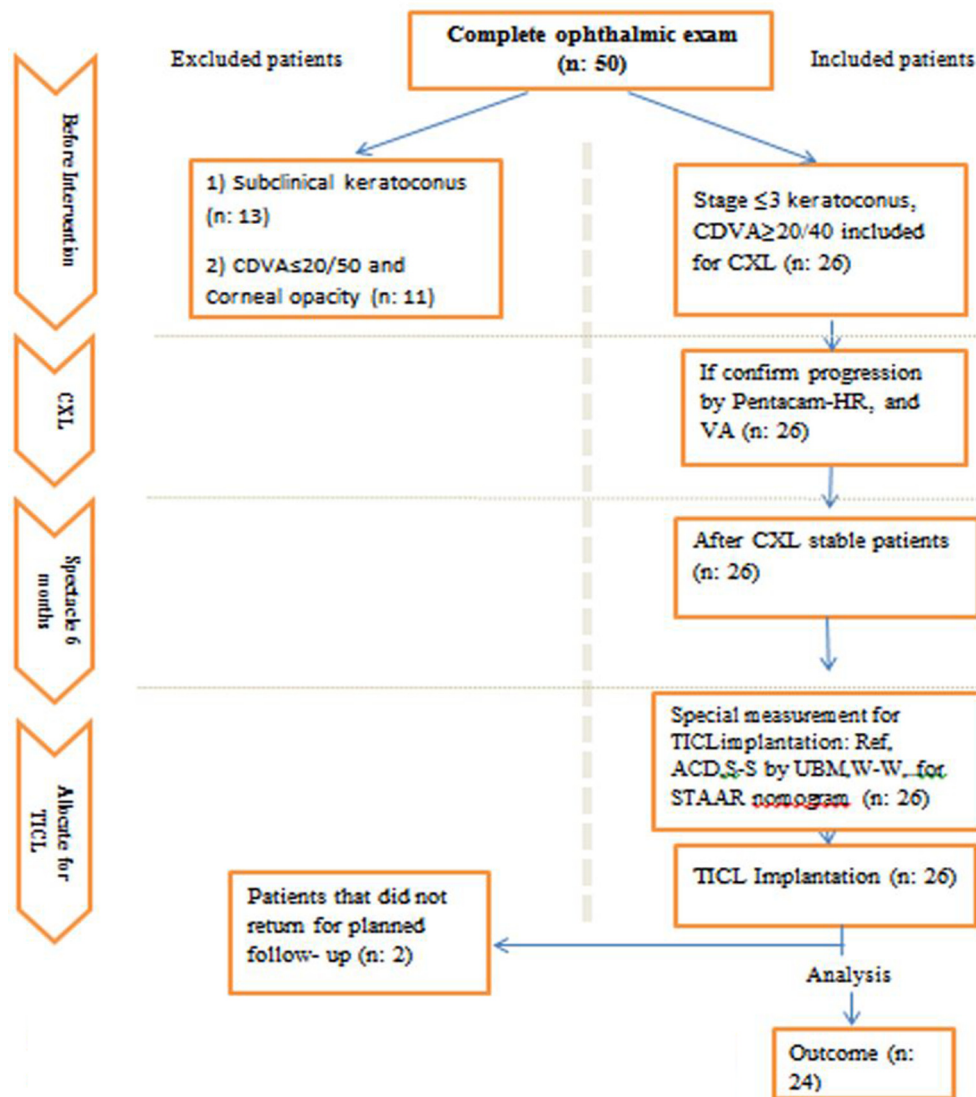 Complete ophthalmic exam
(n: 50)
Excluded patients
Included patients
Before Intervention
1) Subclinical keratoconus
(n: 13)
2) CDVA≤20/50 and
Corneal opacity (n: 11)
Stage ≤3 keratoconus,
CDVA≥20/40 included
for CXL (n: 26)
CXL
If confirm progression
by Pentacam-HR, and
VA (n: 26)
Spectacle 6
months
After CXL stable patients
(n: 26)
Allocate for
TICL
Special measurement for
TICL implantation: Ref,
ACD,S-S by UBM,W-W, for
STAAR nomogram (n: 26)
TICL Implantation (n: 26)
Patients that did not
return for planned
follow- up (n: 2)
Analysis
Outcome (n:
24)